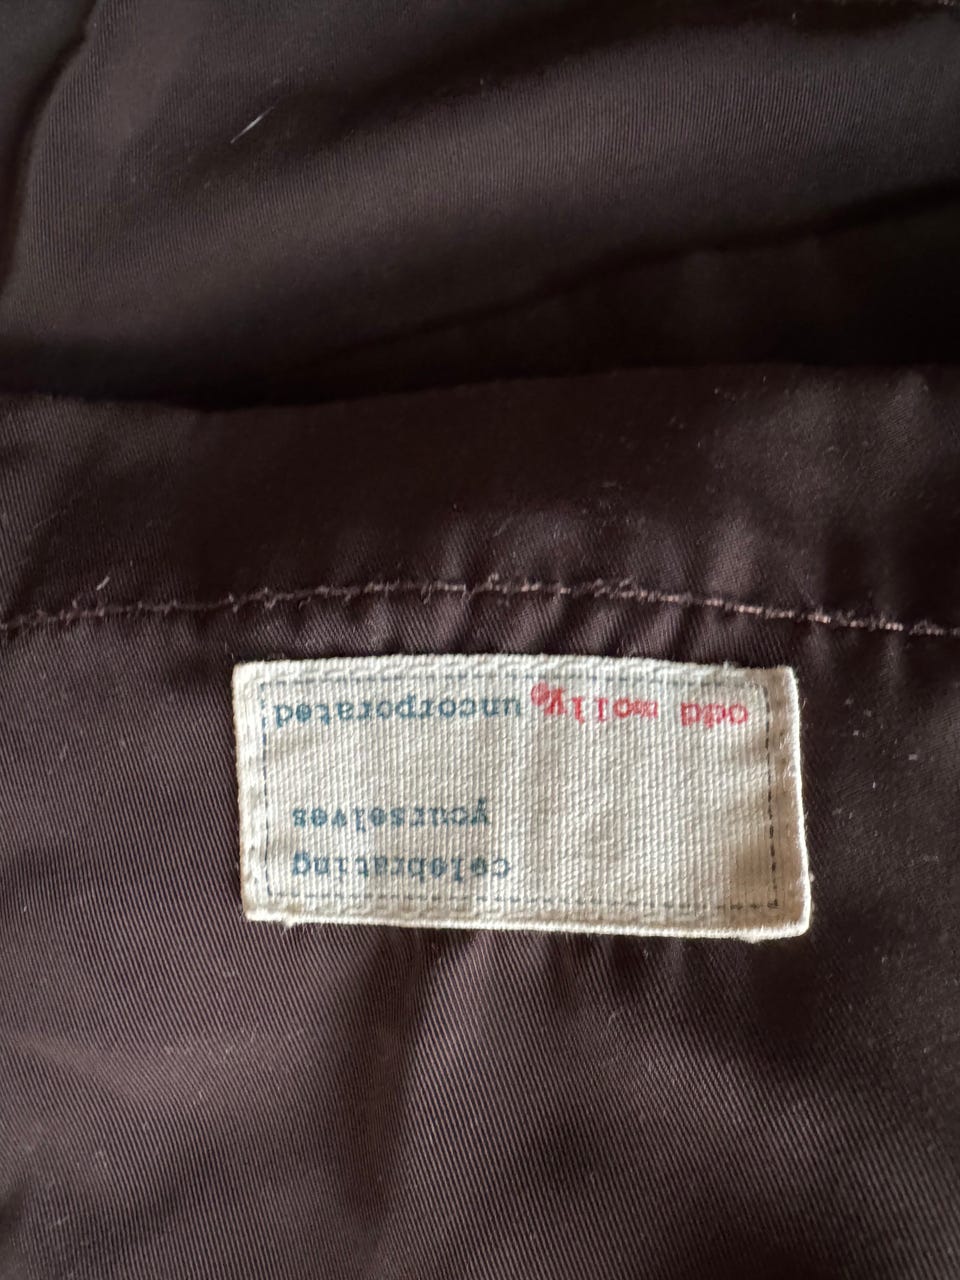 celebrating
yourselves
odd molly® uncorporated